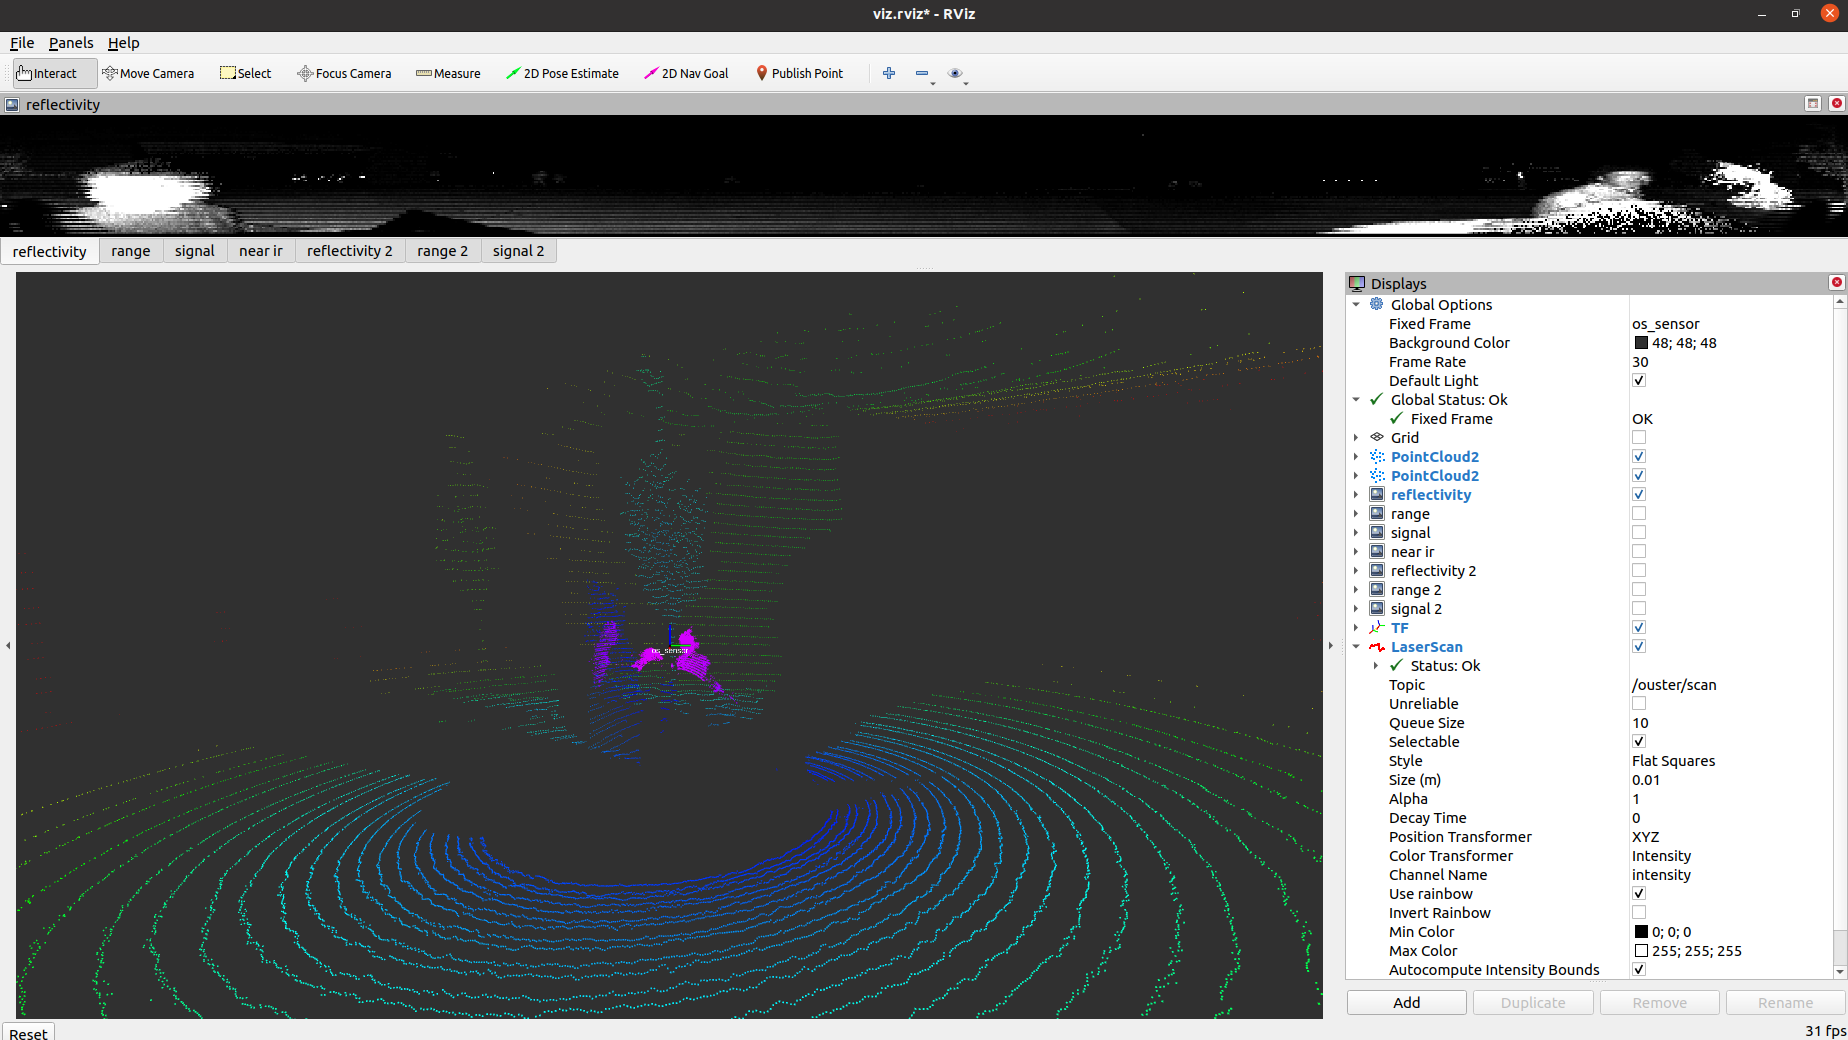 viz.rviz* - RViz
File Panels Help
Interact Move Camera Select Focus Camera Measure 2D Pose Estimate 2D Nav Goal Publish Point
reflectivity
reflectivity range signal near ir reflectivity 2 range 2 signal 2
os_sensor
Displays
Global Options
Fixed Frame os_sensor
Background Color 48; 48; 48
Frame Rate 30
Default Light
Global Status: Ok
Fixed Frame OK
Grid
PointCloud2
PointCloud2
reflectivity
range
signal
near ir
reflectivity 2
range 2
signal 2
TF
LaserScan
Status: Ok
Topic /ouster/scan
Unreliable
Queue Size 10
Selectable
Style Flat Squares
Size (m) 0.01
Alpha 1
Decay Time 0
Position Transformer XYZ
Color Transformer Intensity
Channel Name intensity
Use rainbow
Invert Rainbow
Min Color 0; 0; 0
Max Color 255; 255; 255
Autocompute Intensity Bounds
Add Duplicate Remove Rename
Reset 31 fps